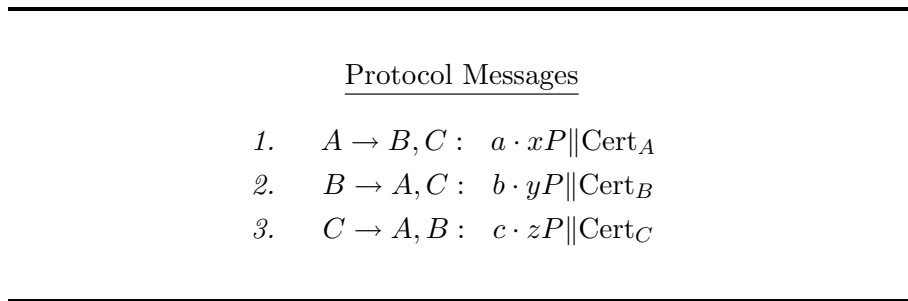 Protocol Messages
1. A → B, C : a · xP‖Cert_A
2. B → A, C : b · yP‖Cert_B
3. C → A, B : c · zP‖Cert_C